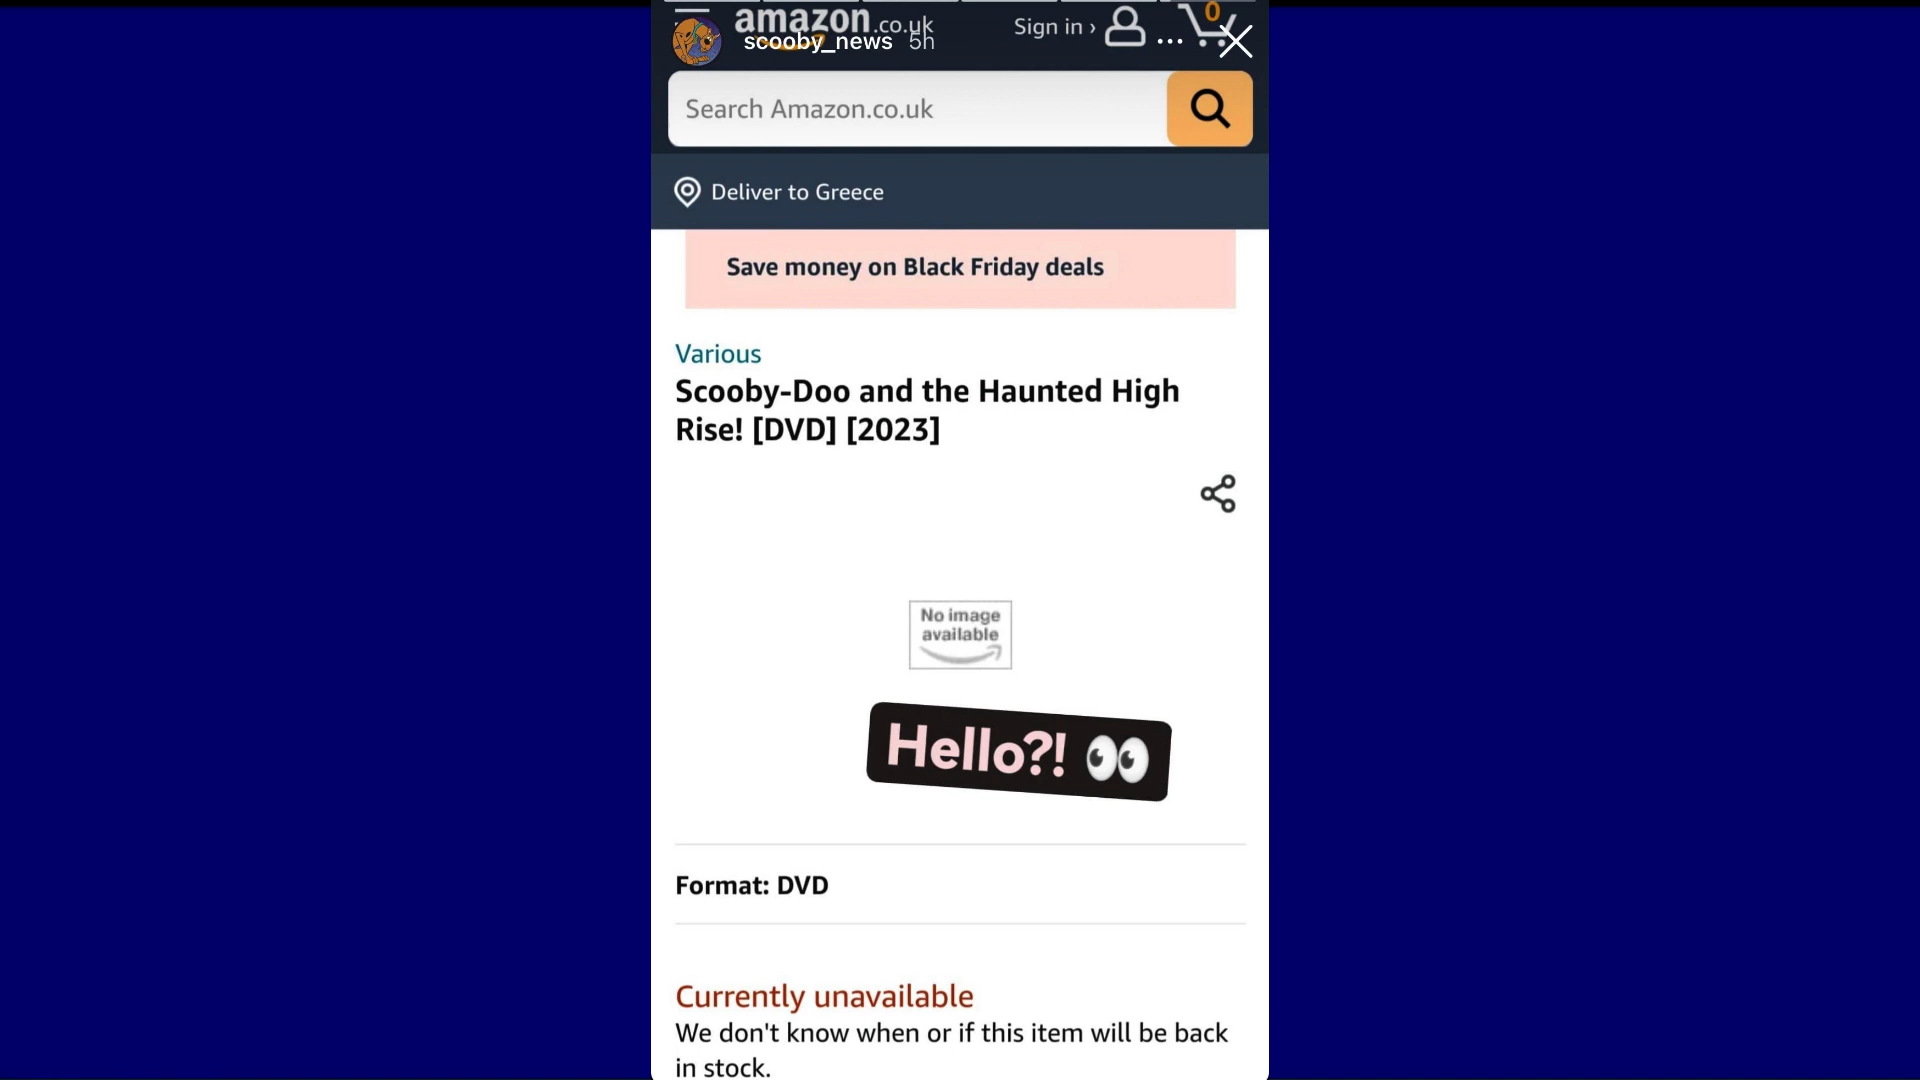 amazon.co.uk
Sign in ›
0
scooby_news 5h
Search Amazon.co.uk
Deliver to Greece
Save money on Black Friday deals
Various
Scooby-Doo and the Haunted High
Rise! [DVD] [2023]
No image
available
Hello?! 👀
Format: DVD
Currently unavailable
We don't know when or if this item will be back
in stock.